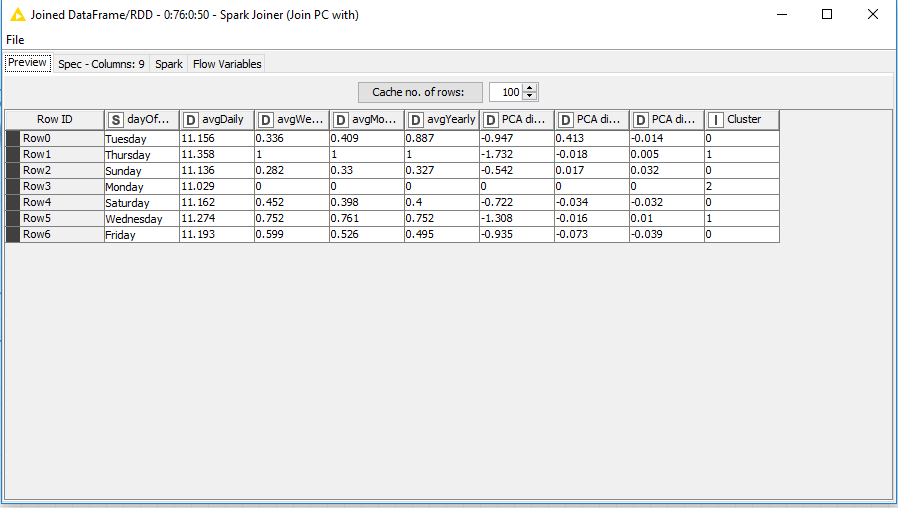 Joined DataFrame/RDD - 0:76:0:50 - Spark Joiner (Join PC with)
File
Preview Spec - Columns: 9 Spark Flow Variables
Cache no. of rows: 100
Row ID S dayOf... D avgDaily D avgWe... D avgMo... D avgYearly D PCA di... D PCA di... D PCA di... I Cluster
Row0 Tuesday 11.156 0.336 0.409 0.887 -0.947 0.413 -0.014 0
Row1 Thursday 11.358 1 1 1 -1.732 -0.018 0.005 1
Row2 Sunday 11.136 0.282 0.33 0.327 -0.542 0.017 0.032 0
Row3 Monday 11.029 0 0 0 0 0 0 2
Row4 Saturday 11.162 0.452 0.398 0.4 -0.722 -0.034 -0.032 0
Row5 Wednesday 11.274 0.752 0.761 0.752 -1.308 -0.016 0.01 1
Row6 Friday 11.193 0.599 0.526 0.495 -0.935 -0.073 -0.039 0